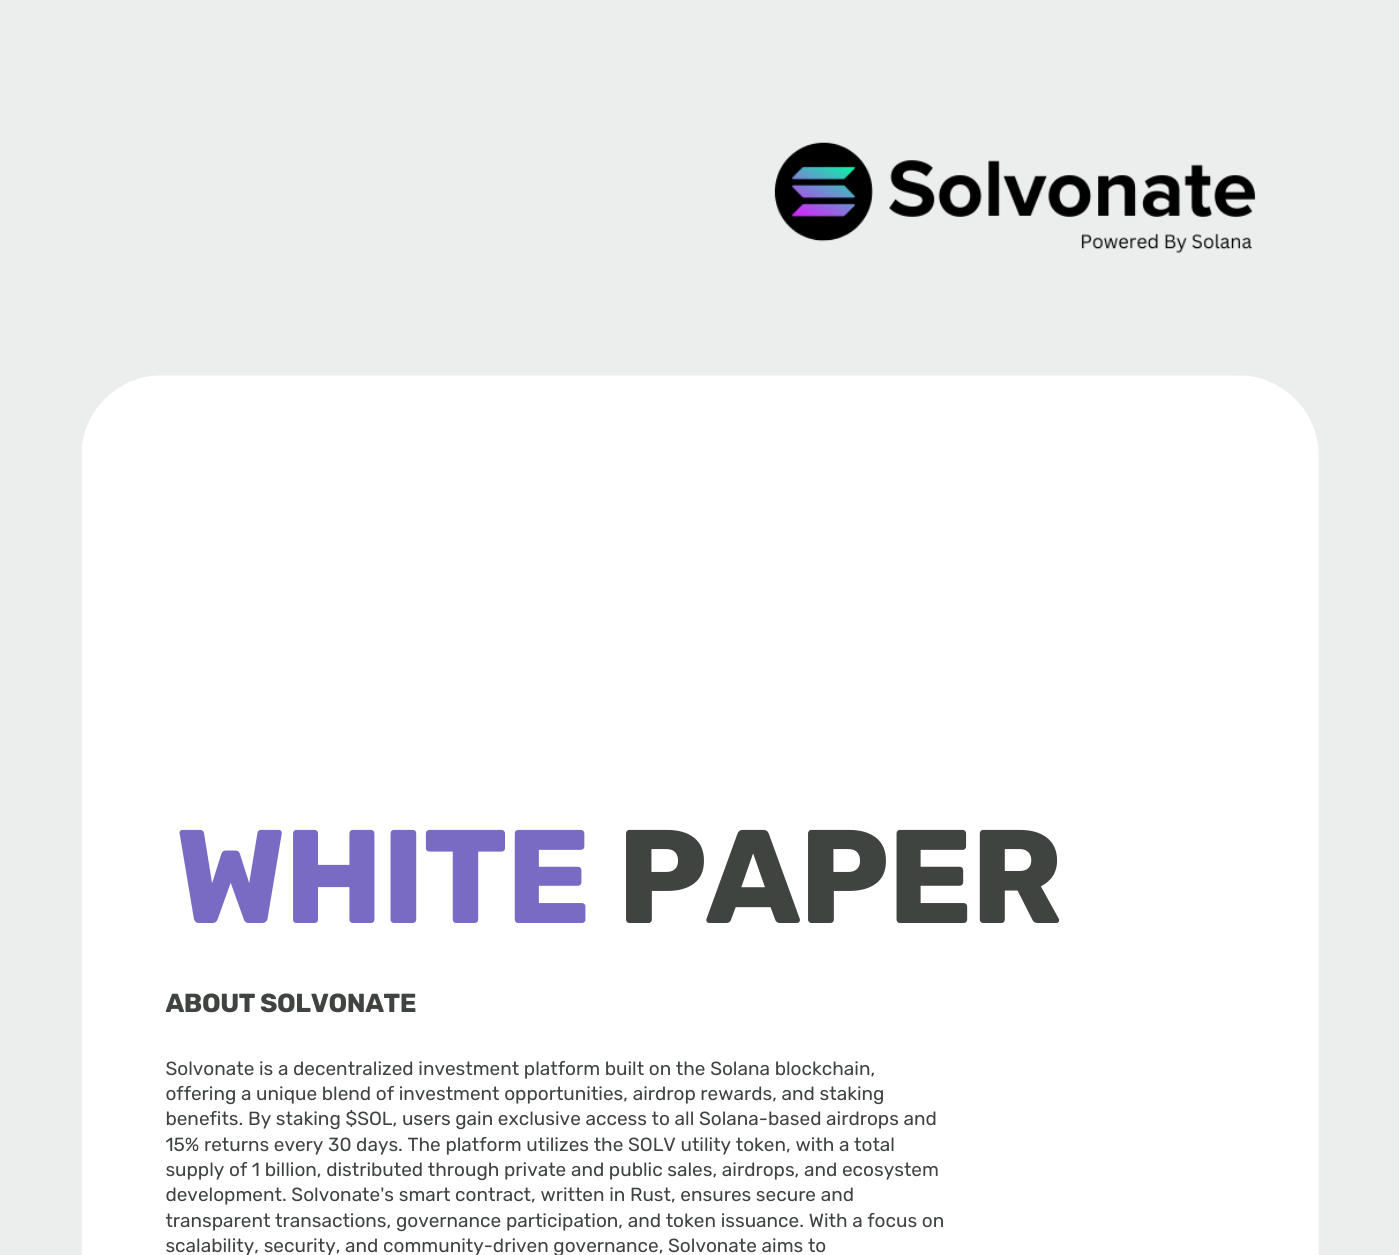 Solvonate
Powered By Solana
WHITE PAPER
ABOUT SOLVONATE
Solvonate is a decentralized investment platform built on the Solana blockchain,
offering a unique blend of investment opportunities, airdrop rewards, and staking
benefits. By staking $SOL, users gain exclusive access to all Solana-based airdrops and
15% returns every 30 days. The platform utilizes the SOLV utility token, with a total
supply of 1 billion, distributed through private and public sales, airdrops, and ecosystem
development. Solvonate's smart contract, written in Rust, ensures secure and
transparent transactions, governance participation, and token issuance. With a focus on
scalability, security, and community-driven governance, Solvonate aims to